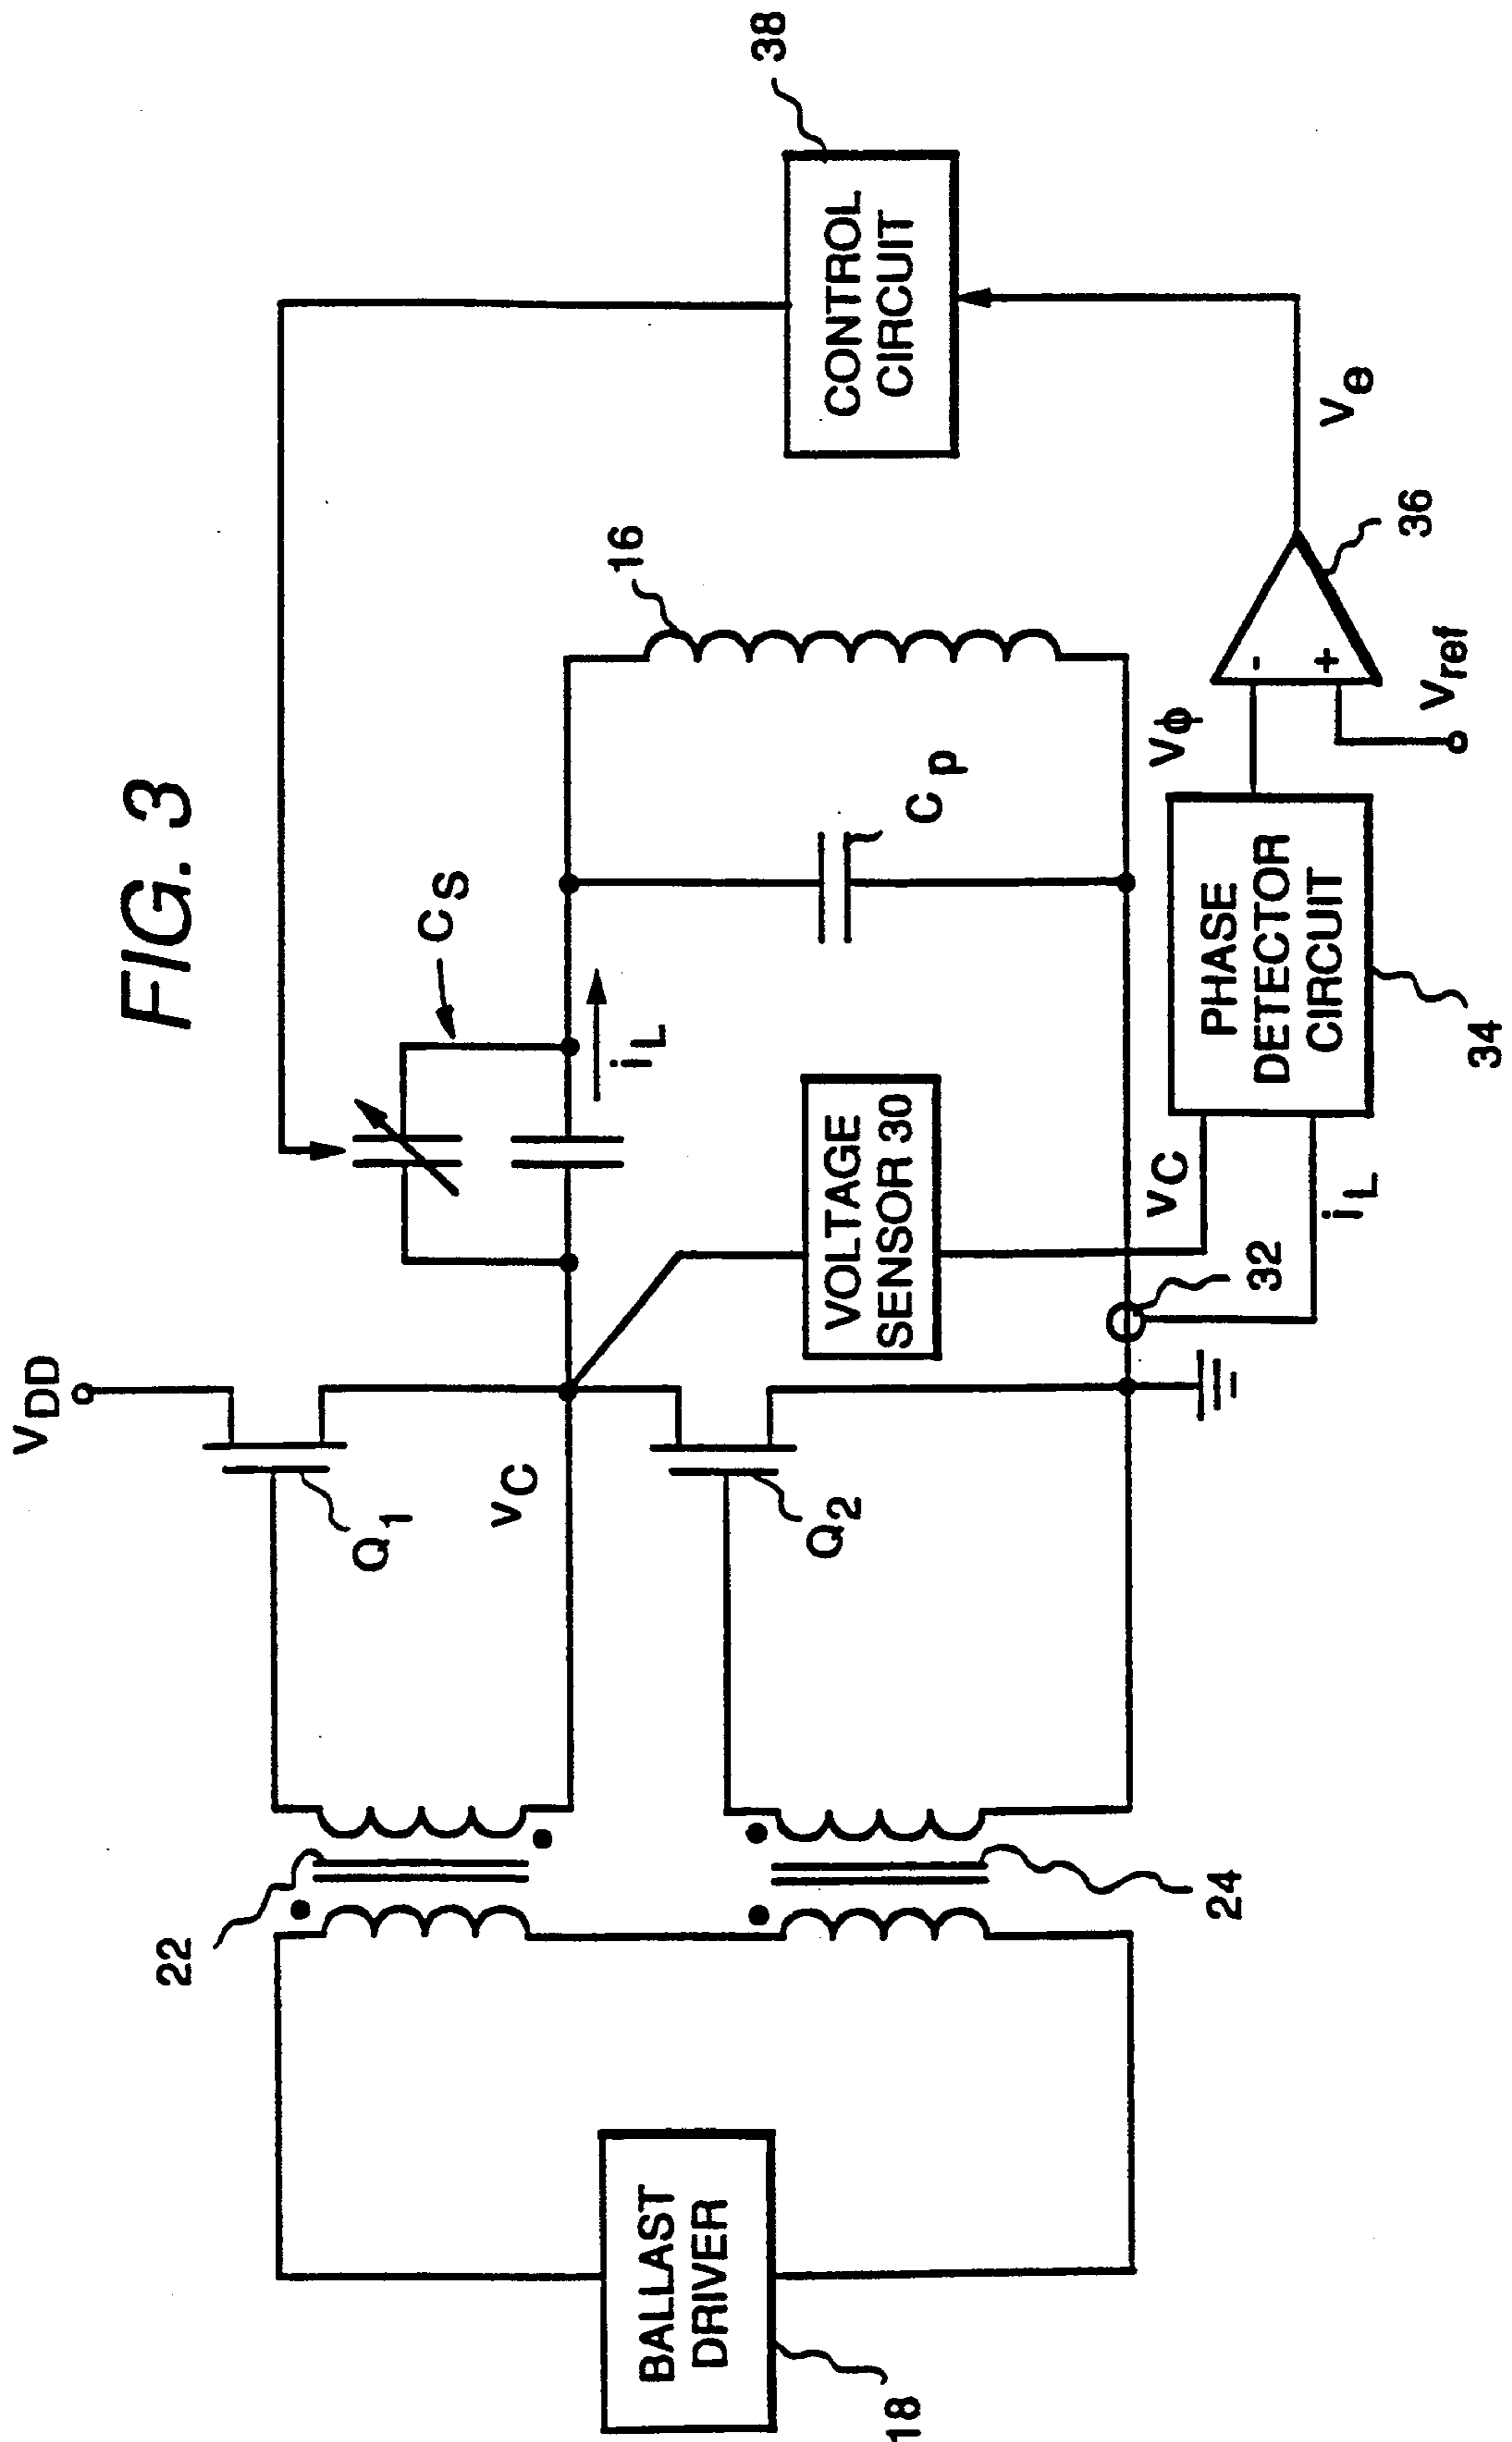 FIG. 3
VDD
22
Q1
vC
Q2
24
BALLAST
DRIVER
18
CS
iL
Cp
16
VOLTAGE
SENSOR 30
32
vC
iL
PHASE
DETECTOR
CIRCUIT
34
Vϕ
-
+
Vref
36
Ve
CONTROL
CIRCUIT
38